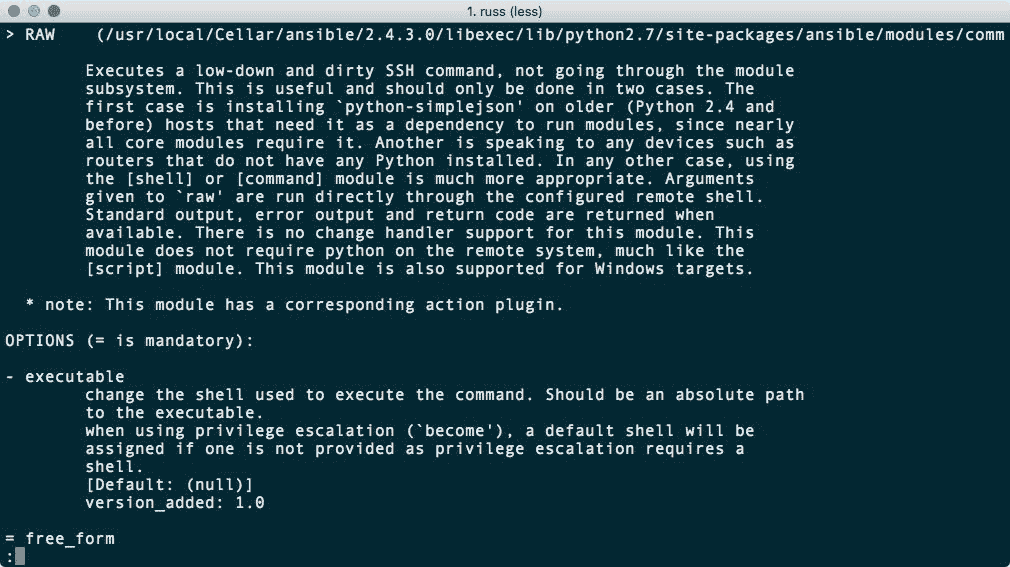 1. russ (less)
> RAW    (/usr/local/Cellar/ansible/2.4.3.0/libexec/lib/python2.7/site-packages/ansible/modules/comm
Executes a low-down and dirty SSH command, not going through the module
subsystem. This is useful and should only be done in two cases. The
first case is installing `python-simplejson' on older (Python 2.4 and
before) hosts that need it as a dependency to run modules, since nearly
all core modules require it. Another is speaking to any devices such as
routers that do not have any Python installed. In any other case, using
the [shell] or [command] module is much more appropriate. Arguments
given to `raw' are run directly through the configured remote shell.
Standard output, error output and return code are returned when
available. There is no change handler support for this module. This
module does not require python on the remote system, much like the
[script] module. This module is also supported for Windows targets.
* note: This module has a corresponding action plugin.
OPTIONS (= is mandatory):
- executable
change the shell used to execute the command. Should be an absolute path
to the executable.
when using privilege escalation (`become'), a default shell will be
assigned if one is not provided as privilege escalation requires a
shell.
[Default: (null)]
version_added: 1.0
= free_form
: